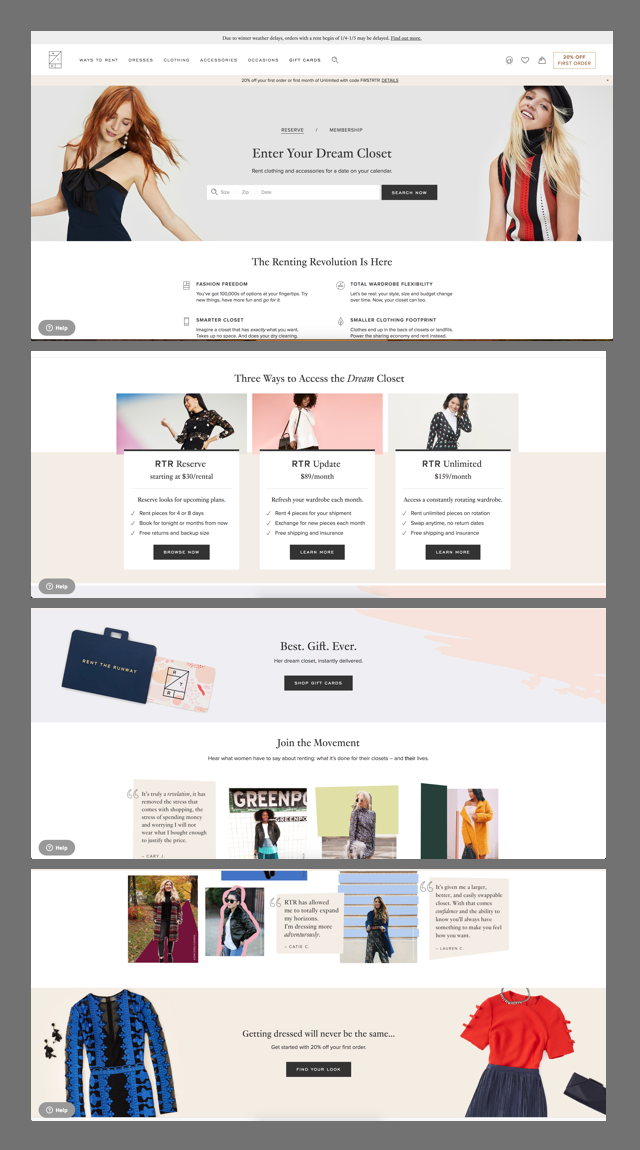 Due to winter weather delays, orders with a rent begin of 1/4-1/5 may be delayed. Find out more.
WAYS TO RENT DRESSES CLOTHING ACCESSORIES OCCASIONS GIFT CARDS
20% OFF
FIRST ORDER
20% off your first order or first month of Unlimited with code FIRSTRTR DETAILS
RESERVE / MEMBERSHIP
Enter Your Dream Closet
Rent clothing and accessories for a date on your calendar.
Size Zip Date SEARCH NOW
The Renting Revolution Is Here
FASHION FREEDOM
You've got 100,000s of options at your fingertips. Try
new things, have more fun and go for it.
TOTAL WARDROBE FLEXIBILITY
Let's be real: your style, size and budget change
over time. Now, your closet can too.
SMARTER CLOSET
Imagine a closet that has exactly what you want.
Takes up no space. And does your dry cleaning.
SMALLER CLOTHING FOOTPRINT
Clothes end up in the back of closets or landfills.
Power the sharing economy and rent instead.
Help
Three Ways to Access the Dream Closet
RTR Reserve
starting at $30/rental
Reserve looks for upcoming plans.
Rent pieces for 4 or 8 days
Book for tonight or months from now
Free returns and backup size
BROWSE NOW
RTR Update
$89/month
Refresh your wardrobe each month.
Rent 4 pieces for your shipment
Exchange for new pieces each month
Free shipping and insurance
LEARN MORE
RTR Unlimited
$159/month
Access a constantly rotating wardrobe.
Rent unlimited pieces on rotation
Swap anytime, no return dates
Free shipping and insurance
LEARN MORE
Help
RENT THE RUNWAY
R
T
R
Best. Gift. Ever.
Her dream closet, instantly delivered.
SHOP GIFT CARDS
Join the Movement
Hear what women have to say about renting: what it's done for their closets – and their lives.
It's truly a revelation, it has
removed the stress that
comes with shopping, the
stress of spending money
and worrying I will not
wear what I bought enough
to justify the price.
– CARY J.
GREENPO
GREENPO
Help
RTR has allowed
me to totally expand
my horizons.
I'm dressing more
adventurously.
– CATIE C.
It's given me a larger,
better, and easily swappable
closet. With that comes
confidence and the ability to
know you'll always have
something to make you feel
how you want.
– LAUREN C.
Getting dressed will never be the same...
Get started with 20% off your first order.
FIND YOUR LOOK
Help